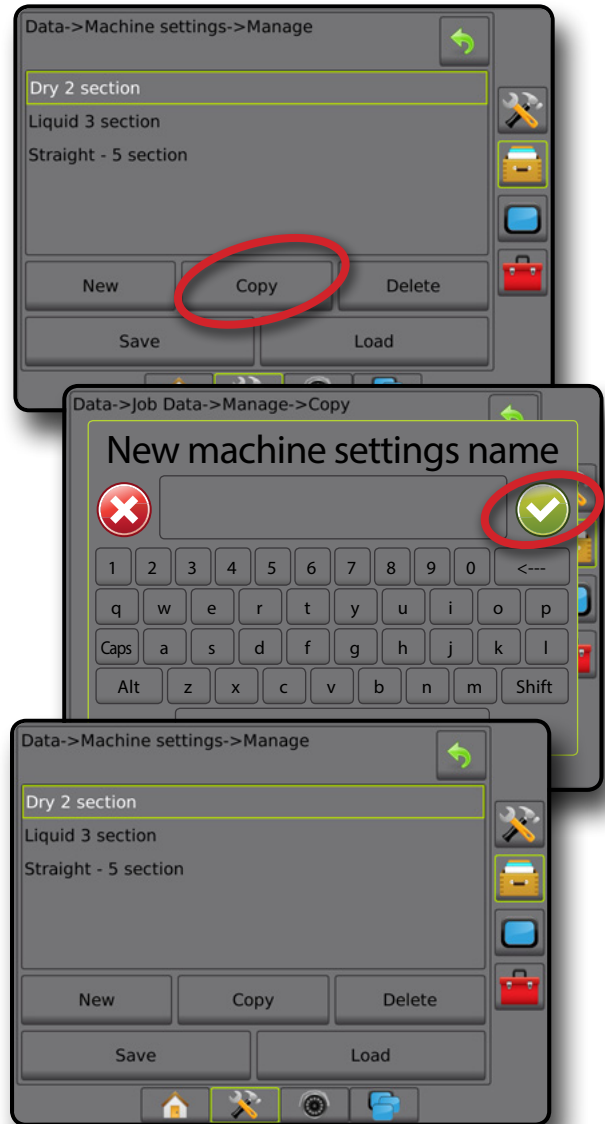 Data->Machine settings->Manage
Dry 2 section
Liquid 3 section
Straight - 5 section
New Copy Delete
Save Load
Data->Job Data->Manage->Copy
New machine settings name
1 2 3 4 5 6 7 8 9 0 <---
q w e r t y u i o p
Caps a s d f g h j k l
Alt z x c v b n m Shift
Data->Machine settings->Manage
Dry 2 section
Liquid 3 section
Straight - 5 section
New Copy Delete
Save Load